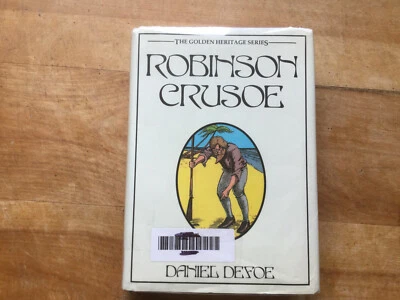 THE GOLDEN HERITAGE SERIES
ROBINSON
CRUSOE
DANIEL DEFOE